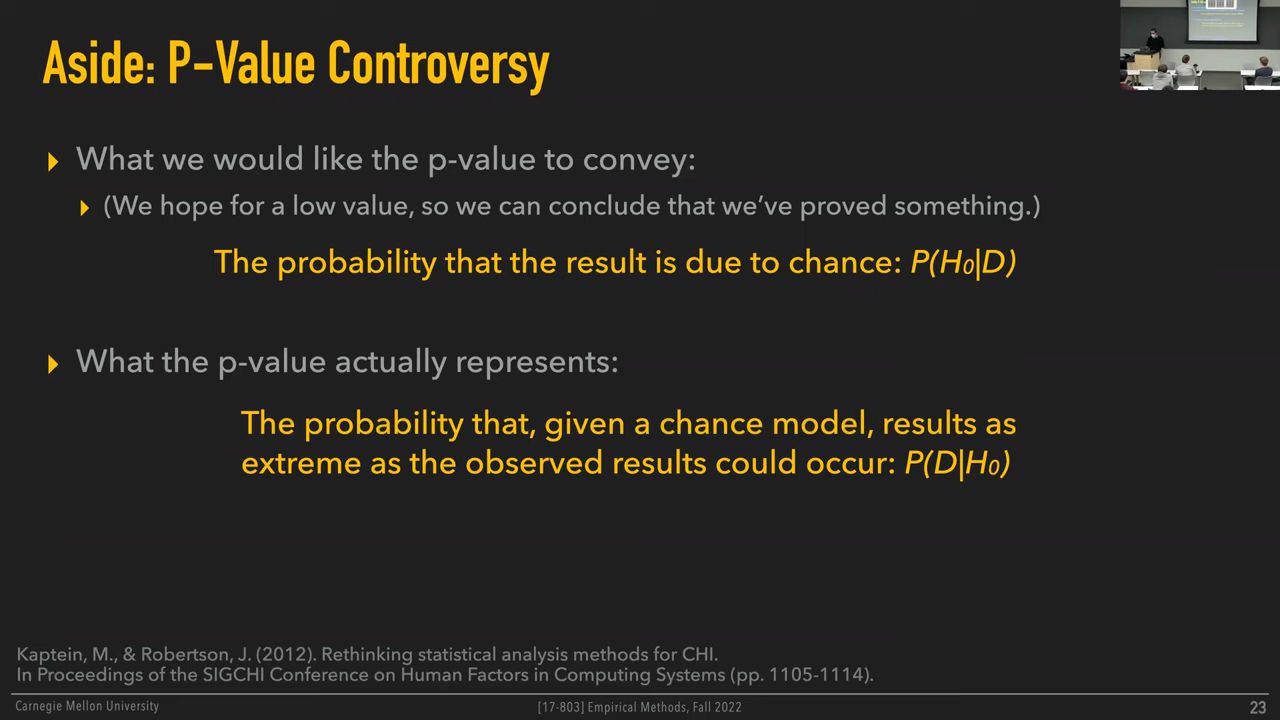 Aside: P-Value Controversy
What we would like the p-value to convey:
(We hope for a low value, so we can conclude that we’ve proved something.)
The probability that the result is due to chance: P(H₀|D)
What the p-value actually represents:
The probability that, given a chance model, results as
extreme as the observed results could occur: P(D|H₀)
Kaptein, M., & Robertson, J. (2012). Rethinking statistical analysis methods for CHI.
In Proceedings of the SIGCHI Conference on Human Factors in Computing Systems (pp. 1105-1114).
Carnegie Mellon University
[17-803] Empirical Methods, Fall 2022
23